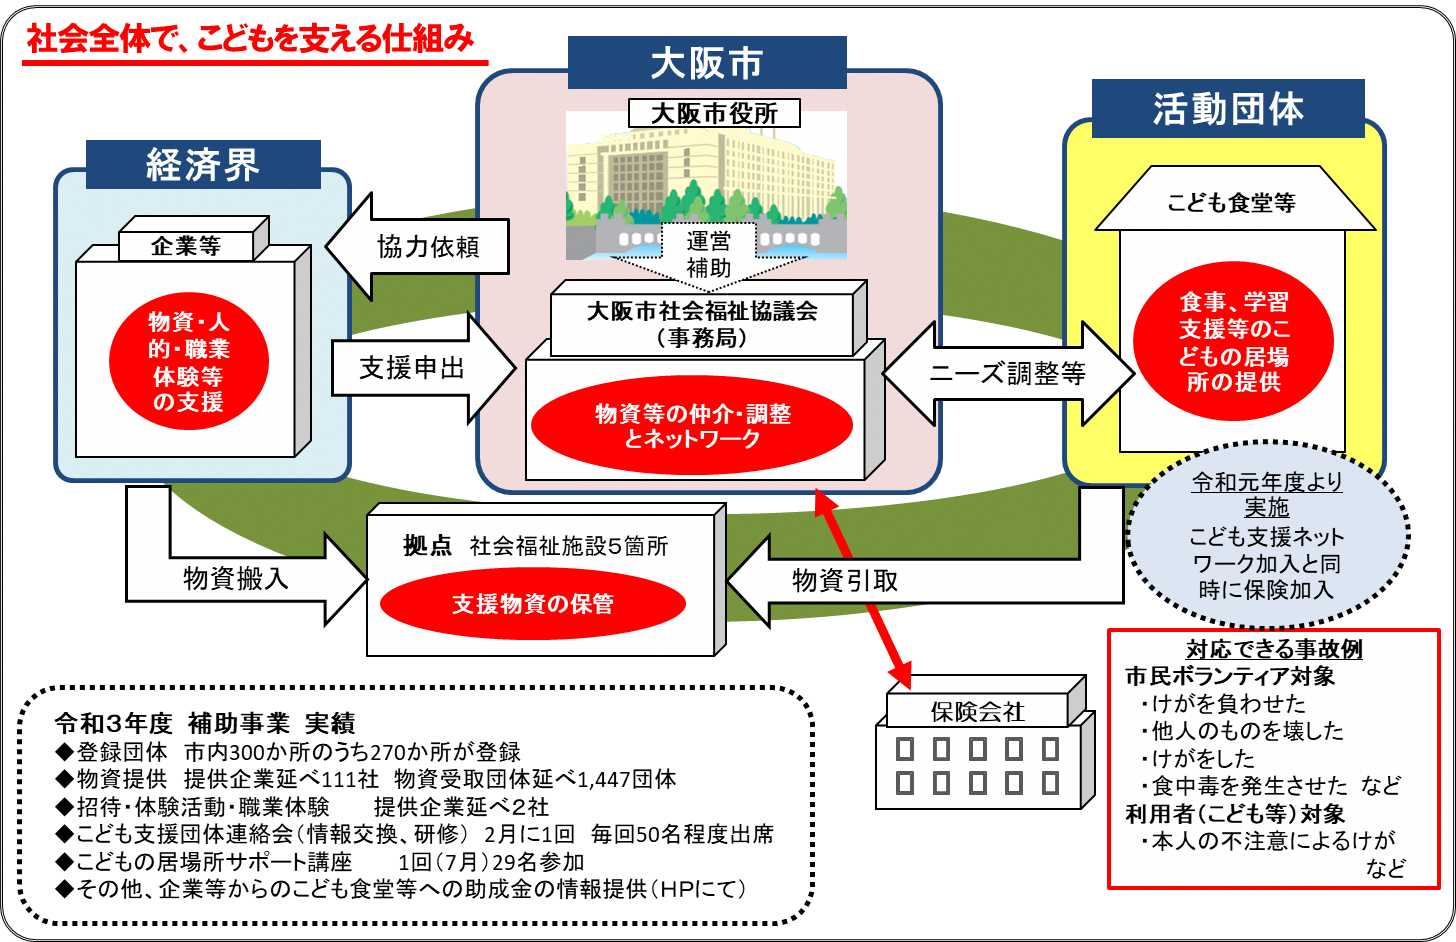 社会全体で、こどもを支える仕組み
大阪市
大阪市役所
運営
補助
大阪市社会福祉協議会
（事務局）
物資等の仲介・調整
とネットワーク
経済界
企業等
物資・人
的・職業
体験等
の支援
協力依頼
支援申出
活動団体
こども食堂等
食事、学習
支援等のこ
どもの居場
所の提供
ニーズ調整等
令和元年度より
実施
こども支援ネット
ワーク加入と同
時に保険加入
物資搬入
拠点　社会福祉施設５箇所
支援物資の保管
物資引取
保険会社
対応できる事故例
市民ボランティア対象
・けがを負わせた
・他人のものを壊した
・けがをした
・食中毒を発生させた　など
利用者（こども等）対象
・本人の不注意によるけが
など
令和３年度　補助事業　実績
◆登録団体　市内300か所のうち270か所が登録
◆物資提供　提供企業延べ111社　物資受取団体延べ1,447団体
◆招待・体験活動・職業体験　　提供企業延べ２社
◆こども支援団体連絡会（情報交換、研修）　2月に1回　毎回50名程度出席
◆こどもの居場所サポート講座　　1回（7月）29名参加
◆その他、企業等からのこども食堂等への助成金の情報提供（ＨＰにて）